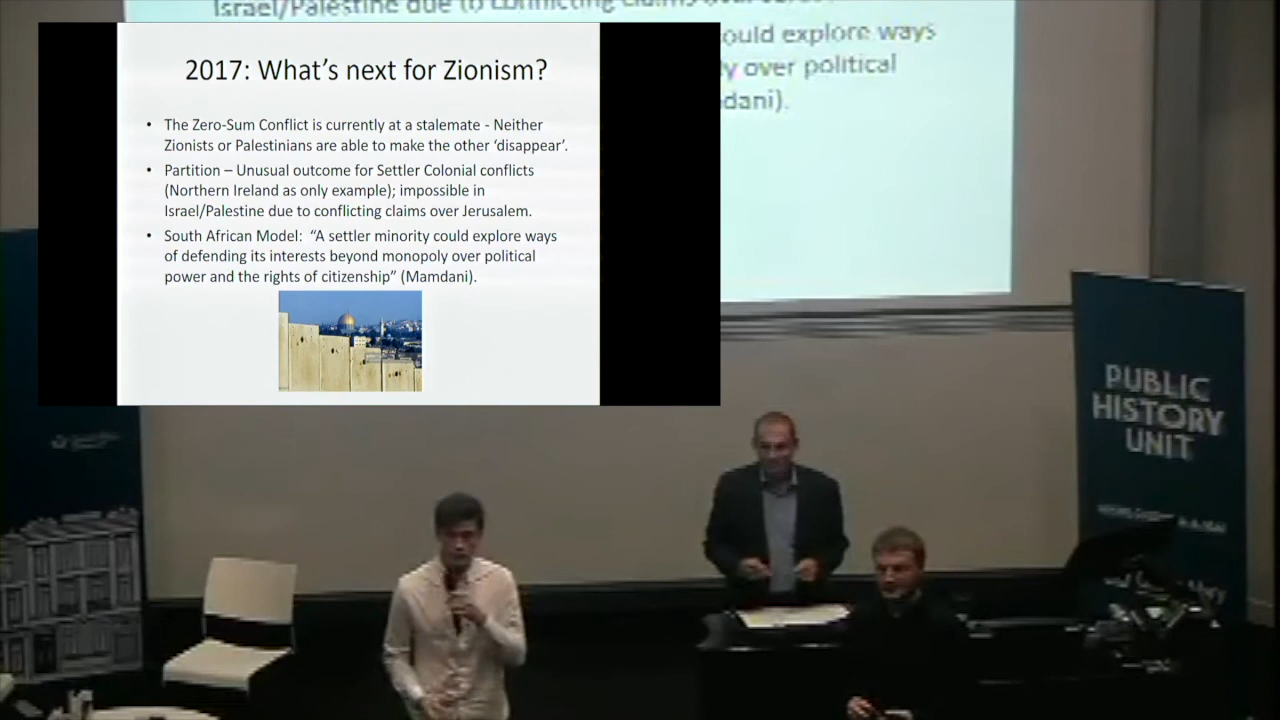 Israel/Palestine due to conflicting claims over
ould explore ways
y over political
dani).
2017: What's next for Zionism?
• The Zero-Sum Conflict is currently at a stalemate - Neither
Zionists or Palestinians are able to make the other 'disappear'.
• Partition – Unusual outcome for Settler Colonial conflicts
(Northern Ireland as only example); impossible in
Israel/Palestine due to conflicting claims over Jerusalem.
• South African Model: “A settler minority could explore ways
of defending its interests beyond monopoly over political
power and the rights of citizenship” (Mamdani).
PUBLIC
HISTORY
UNIT